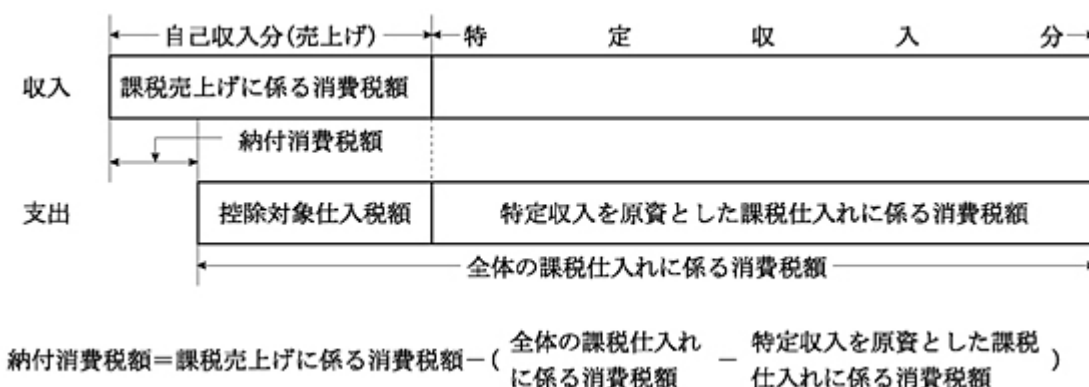 自己収入分(売上げ) 特定収入分
収入 課税売上げに係る消費税額
納付消費税額
支出 控除対象仕入税額 特定収入を原資とした課税仕入れに係る消費税額
全体の課税仕入れに係る消費税額
納付消費税額=課税売上げに係る消費税額-(全体の課税仕入れに係る消費税額-特定収入を原資とした課税仕入れに係る消費税額)